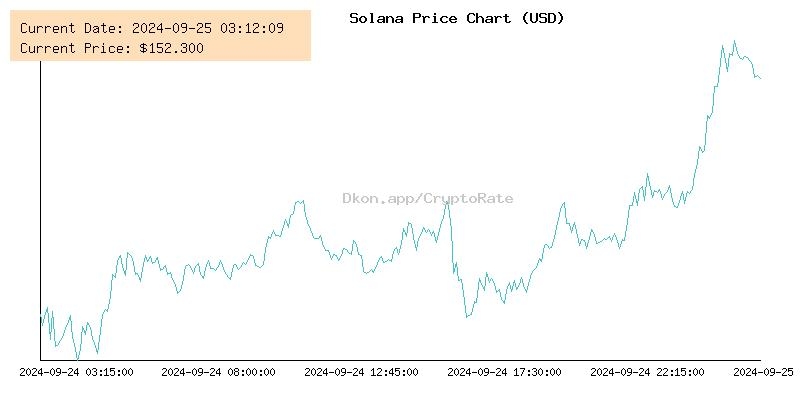 Solana Price Chart (USD)
Current Date: 2024-09-25 03:12:09
Current Price: $152.300
Dkon.app/CryptoRate
2024-09-24 03:15:00 2024-09-24 08:00:00 2024-09-24 12:45:00 2024-09-24 17:30:00 2024-09-24 22:15:00 2024-09-25